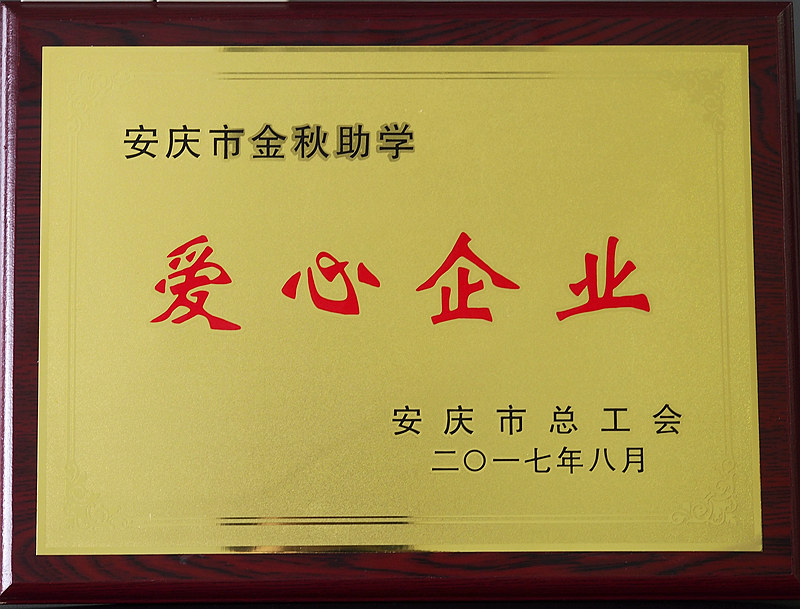 安庆市金秋助学
爱心企业
安庆市总工会
二〇一七年八月